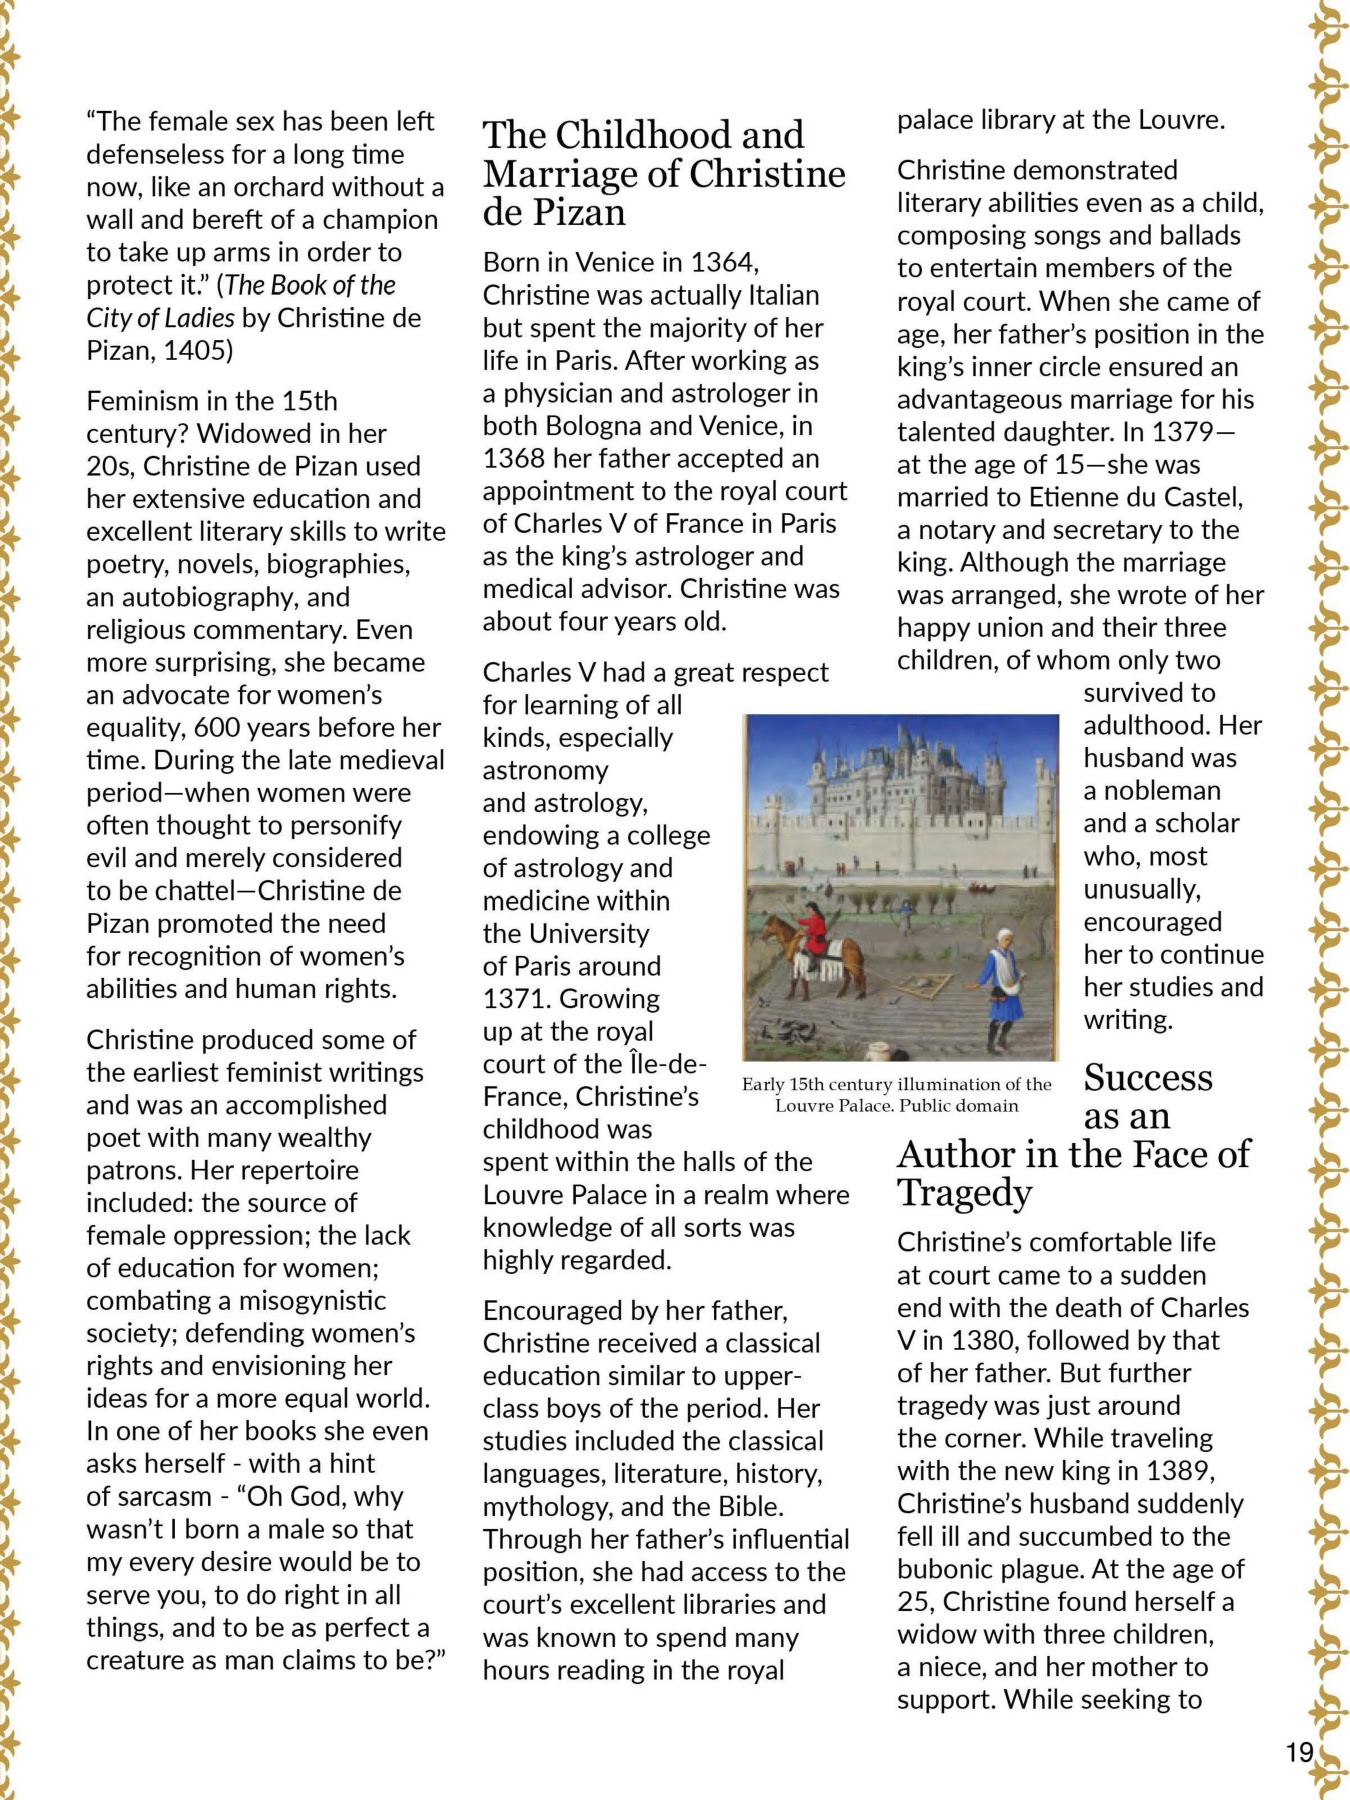 “The female sex has been left
defenseless for a long time
now, like an orchard without a
wall and bereft of a champion
to take up arms in order to
protect it.” (The Book of the
City of Ladies by Christine de
Pizan, 1405)
Feminism in the 15th
century? Widowed in her
20s, Christine de Pizan used
her extensive education and
excellent literary skills to write
poetry, novels, biographies,
an autobiography, and
religious commentary. Even
more surprising, she became
an advocate for women’s
equality, 600 years before her
time. During the late medieval
period—when women were
often thought to personify
evil and merely considered
to be chattel—Christine de
Pizan promoted the need
for recognition of women’s
abilities and human rights.
Christine produced some of
the earliest feminist writings
and was an accomplished
poet with many wealthy
patrons. Her repertoire
included: the source of
female oppression; the lack
of education for women;
combating a misogynistic
society; defending women’s
rights and envisioning her
ideas for a more equal world.
In one of her books she even
asks herself - with a hint
of sarcasm - “Oh God, why
wasn’t I born a male so that
my every desire would be to
serve you, to do right in all
things, and to be as perfect a
creature as man claims to be?”
The Childhood and
Marriage of Christine
de Pizan
Born in Venice in 1364,
Christine was actually Italian
but spent the majority of her
life in Paris. After working as
a physician and astrologer in
both Bologna and Venice, in
1368 her father accepted an
appointment to the royal court
of Charles V of France in Paris
as the king’s astrologer and
medical advisor. Christine was
about four years old.
Charles V had a great respect
for learning of all
kinds, especially
astronomy
and astrology,
endowing a college
of astrology and
medicine within
the University
of Paris around
1371. Growing
up at the royal
court of the Île-de-
France, Christine’s
childhood was
spent within the halls of the
Louvre Palace in a realm where
knowledge of all sorts was
highly regarded.
Encouraged by her father,
Christine received a classical
education similar to upper-
class boys of the period. Her
studies included the classical
languages, literature, history,
mythology, and the Bible.
Through her father’s influential
position, she had access to the
court’s excellent libraries and
was known to spend many
hours reading in the royal
palace library at the Louvre.
Christine demonstrated
literary abilities even as a child,
composing songs and ballads
to entertain members of the
royal court. When she came of
age, her father’s position in the
king’s inner circle ensured an
advantageous marriage for his
talented daughter. In 1379—
at the age of 15—she was
married to Etienne du Castel,
a notary and secretary to the
king. Although the marriage
was arranged, she wrote of her
happy union and their three
children, of whom only two
survived to
adulthood. Her
husband was
a nobleman
and a scholar
who, most
unusually,
encouraged
her to continue
her studies and
writing.
Early 15th century illumination of the
Louvre Palace. Public domain
Success
as an
Author in the Face of
Tragedy
Christine’s comfortable life
at court came to a sudden
end with the death of Charles
V in 1380, followed by that
of her father. But further
tragedy was just around
the corner. While traveling
with the new king in 1389,
Christine’s husband suddenly
fell ill and succumbed to the
bubonic plague. At the age of
25, Christine found herself a
widow with three children,
a niece, and her mother to
support. While seeking to
19